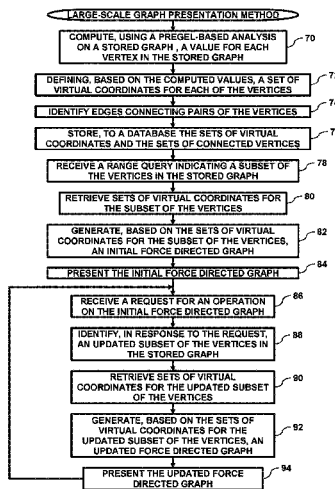 LARGE-SCALE GRAPH PRESENTATION METHOD
COMPUTE, USING A PREGEL-BASED ANALYSIS
ON A STORED GRAPH , A VALUE FOR EACH
VERTEX IN THE STORED GRAPH
70
DEFINING, BASED ON THE COMPUTED VALUES, A SET OF
VIRTUAL COORDINATES FOR EACH OF THE VERTICES
IDENTIFY EDGES CONNECTING PAIRS OF THE VERTICES
STORE, TO A DATABASE THE SETS OF VIRTUAL
COORDINATES AND THE SETS OF CONNECTED VERTICES
RECEIVE A RANGE QUERY INDICATING A SUBSET OF
THE VERTICES IN THE STORED GRAPH
78
RETRIEVE SETS OF VIRTUAL COORDINATES FOR
THE SUBSET OF THE VERTICES
80
GENERATE, BASED ON THE SETS OF VIRTUAL
COORDINATES FOR THE SUBSET OF THE VERTICES,
AN INITIAL FORCE DIRECTED GRAPH
82
PRESENT THE INITIAL FORCE DIRECTED GRAPH
84
RECEIVE A REQUEST FOR AN OPERATION
ON THE INITIAL FORCE DIRECTED GRAPH
86
IDENTIFY, IN RESPONSE TO THE REQUEST,
AN UPDATED SUBSET OF THE VERTICES IN
THE STORED GRAPH
88
RETRIEVE SETS OF VIRTUAL
COORDINATES FOR THE UPDATED SUBSET
OF THE VERTICES
90
GENERATE, BASED ON THE SETS OF
VIRTUAL COORDINATES FOR THE
UPDATED SUBSET OF THE VERTICES, AN
UPDATED FORCE DIRECTED GRAPH
92
PRESENT THE UPDATED FORCE
DIRECTED GRAPH
94